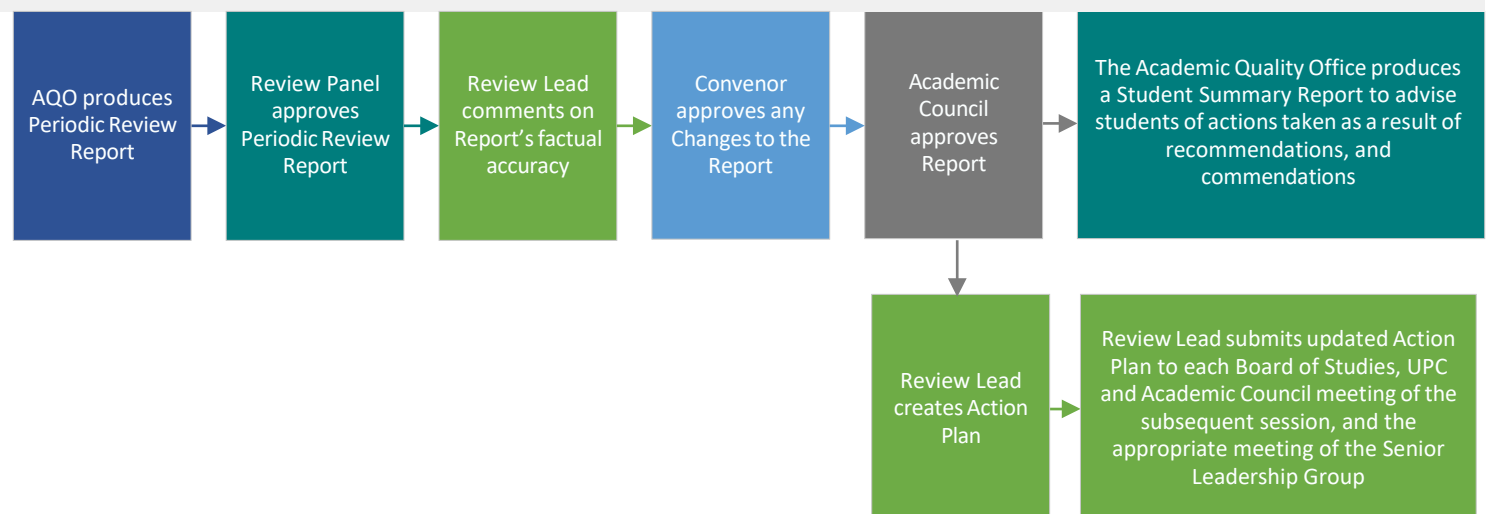 AQO produces
Periodic Review
Report
Review Panel
approves
Periodic Review
Report
Review Lead
comments on
Report's factual
accuracy
Convenor
approves any
Changes to the
Report
Academic
Council
approves
Report
The Academic Quality Office produces
a Student Summary Report to advise
students of actions taken as a result of
recommendations, and
commendations
Review Lead
creates Action
Plan
Review Lead submits updated Action
Plan to each Board of Studies, UPC
and Academic Council meeting of the
subsequent session, and the
appropriate meeting of the Senior
Leadership Group